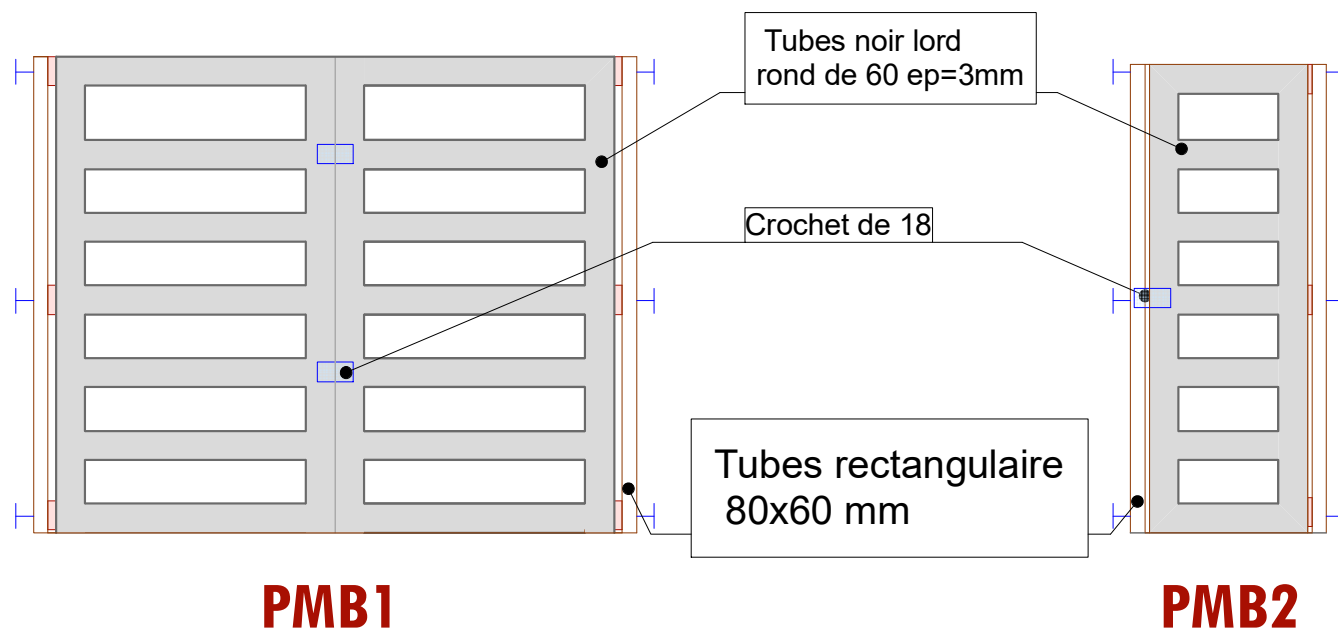 Tubes noir lord
rond de 60 ep=3mm
Crochet de 18
Tubes rectangulaire
80x60 mm
PMB1
PMB2